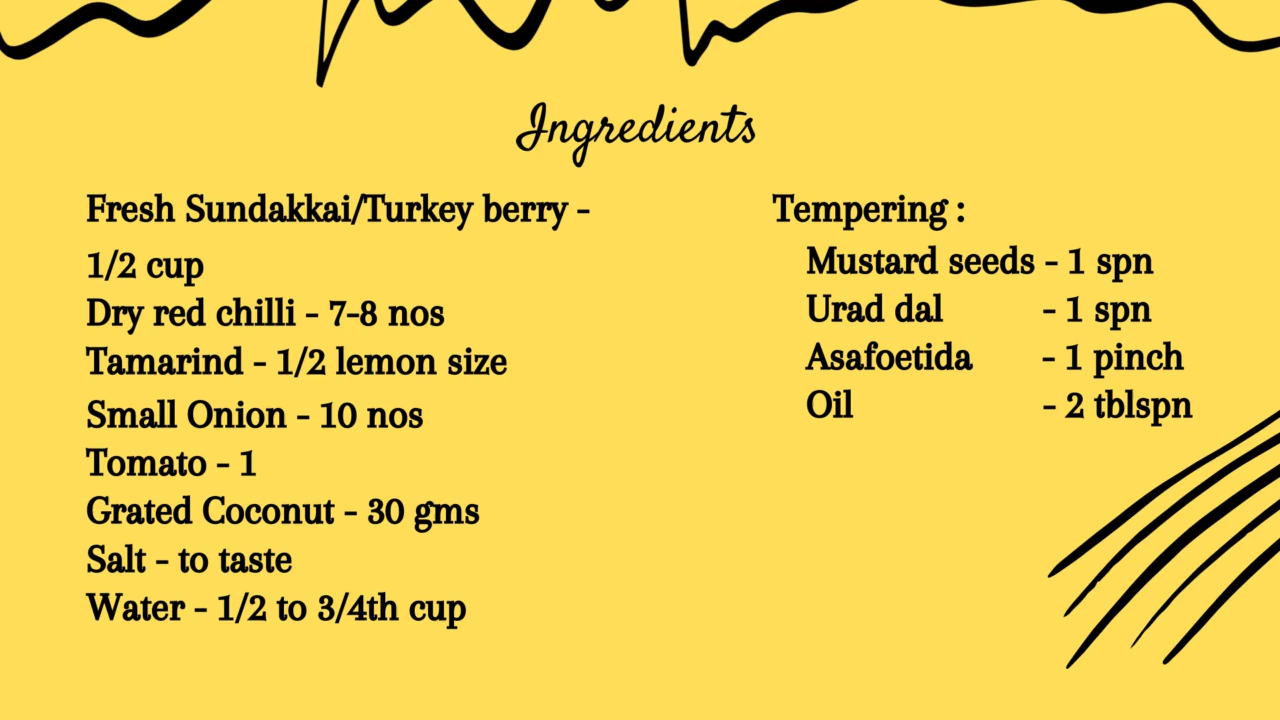 Ingredients
Fresh Sundakkai/Turkey berry -
1/2 cup
Dry red chilli - 7-8 nos
Tamarind - 1/2 lemon size
Small Onion - 10 nos
Tomato - 1
Grated Coconut - 30 gms
Salt - to taste
Water - 1/2 to 3/4th cup
Tempering :
Mustard seeds - 1 spn
Urad dal - 1 spn
Asafoetida - 1 pinch
Oil - 2 tblspn